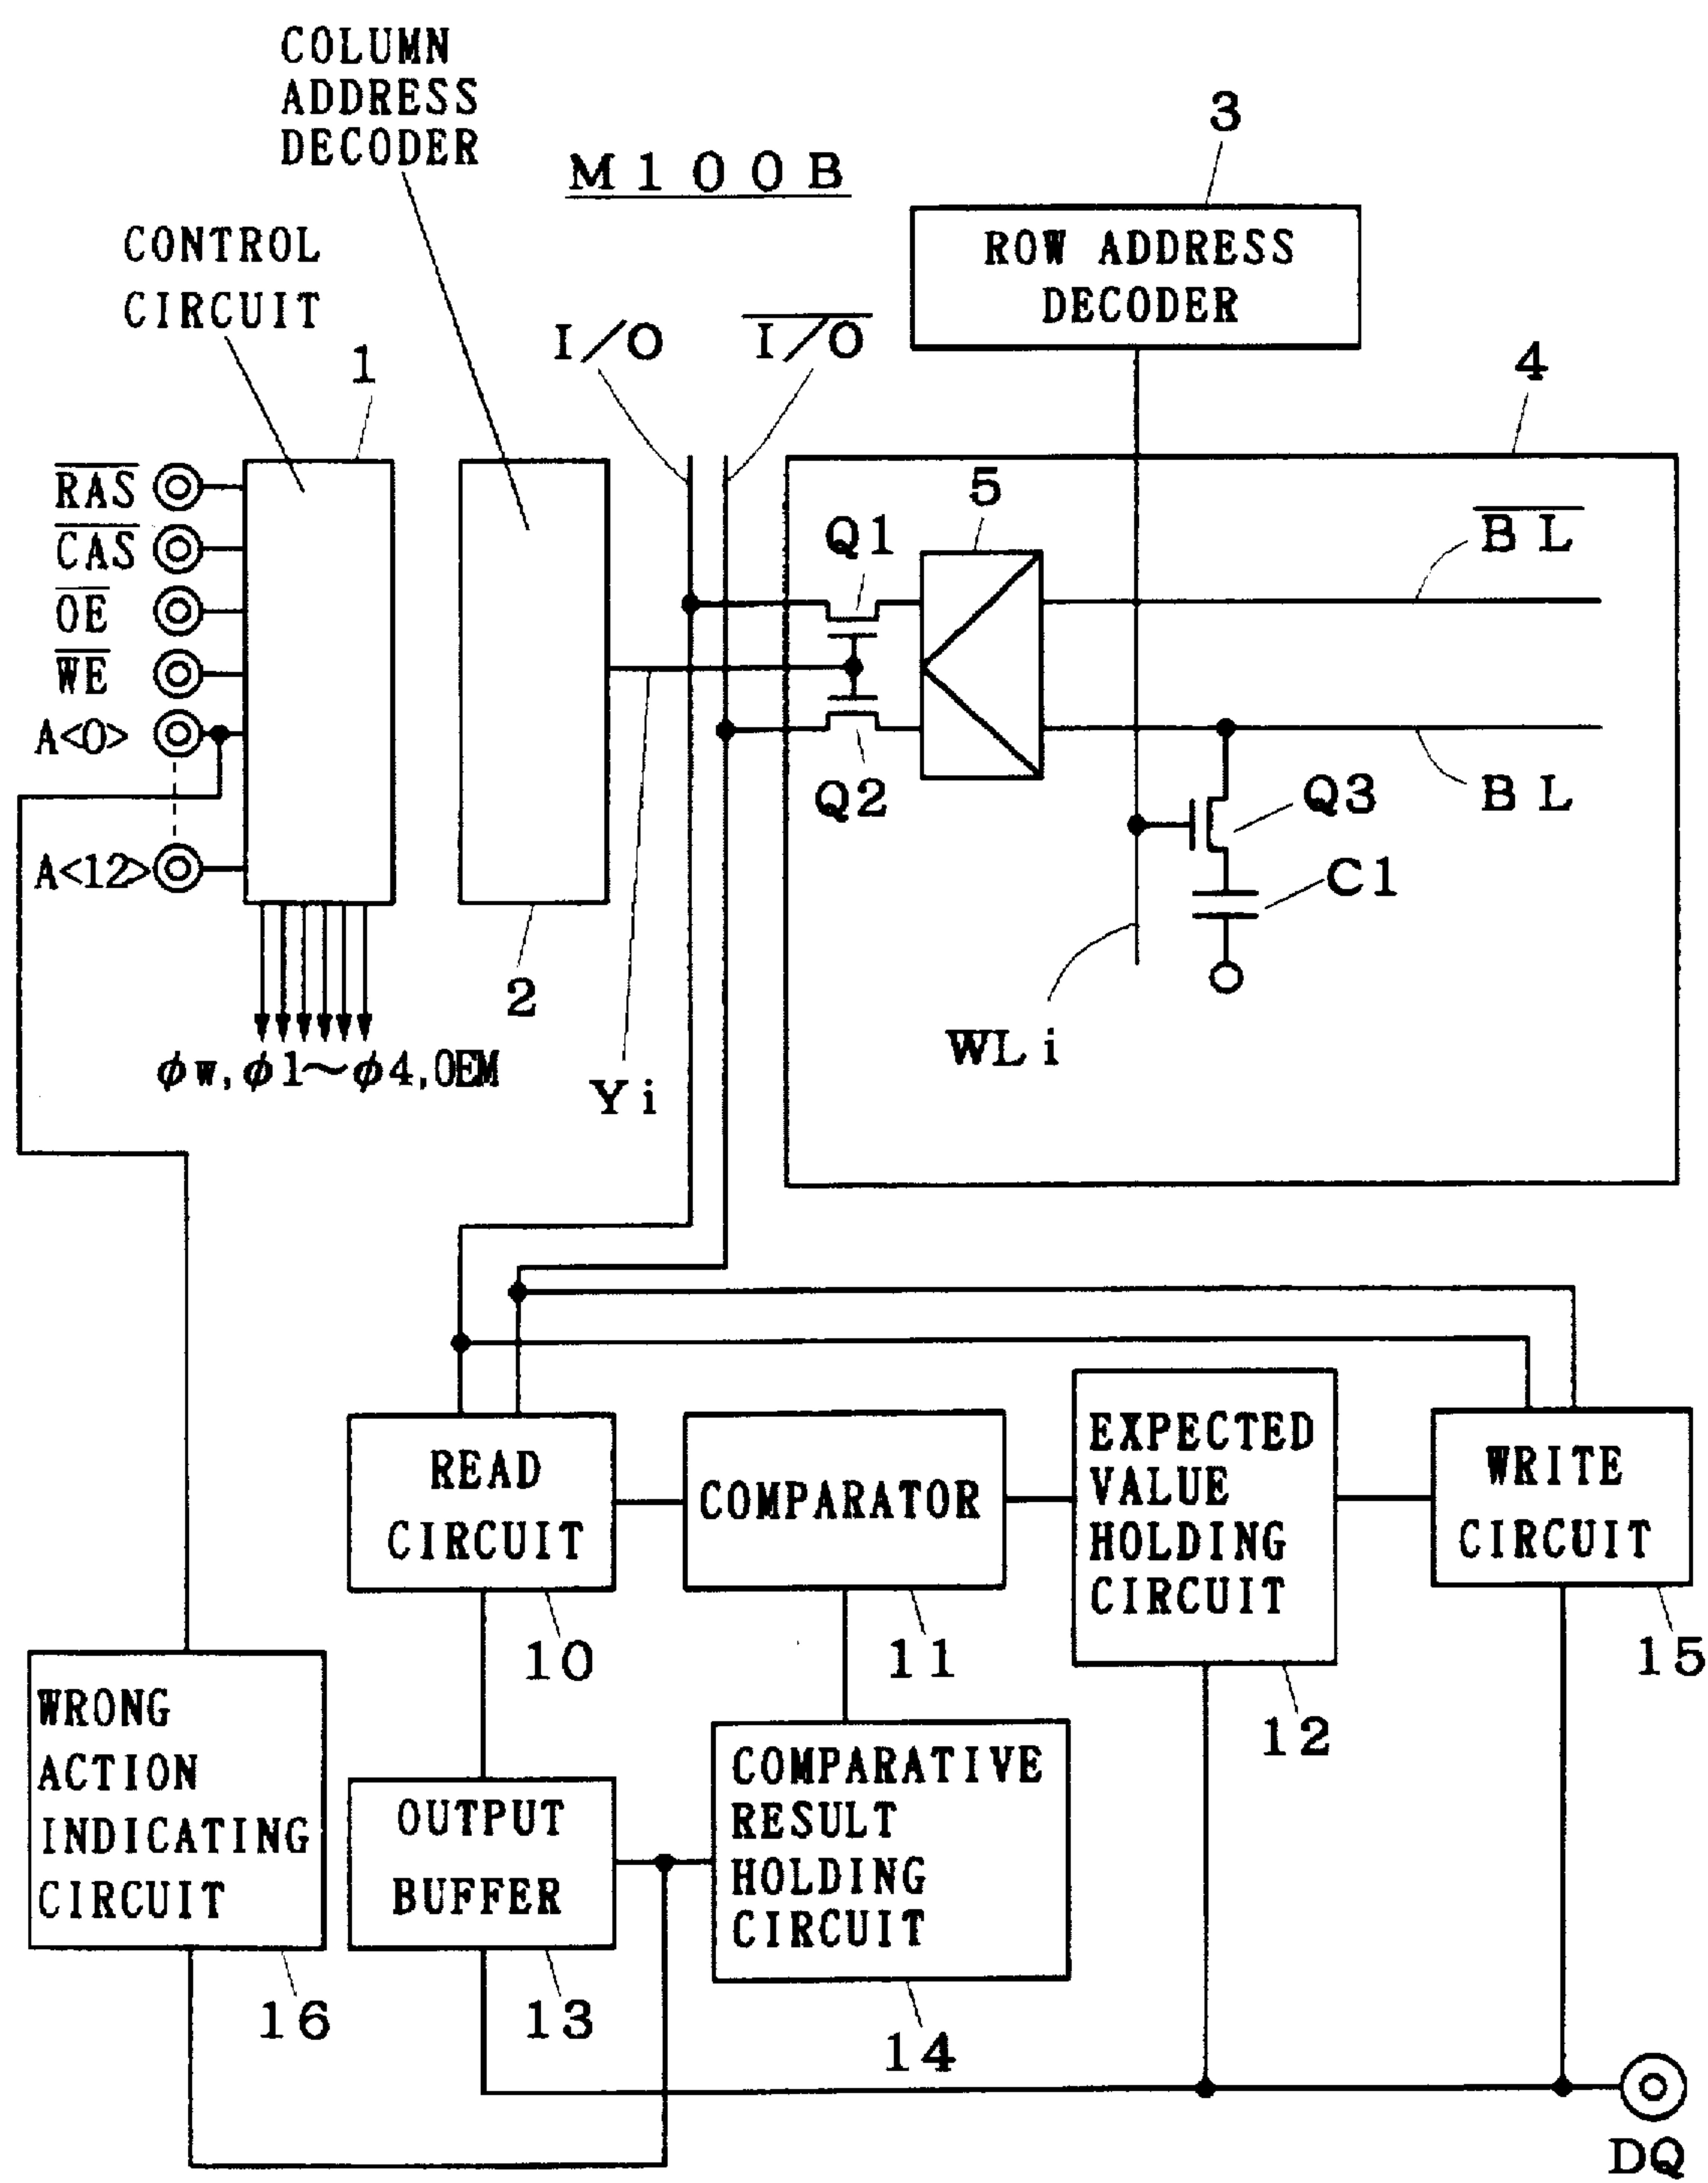 COLUMN
ADDRESS
DECODER
M100B
3
ROW ADDRESS
DECODER
CONTROL
CIRCUIT
1
I/O
I/O
4
RAS
CAS
OE
WE
A<0>
A<12>
5
Q1
Q2
BL
BL
Q3
C1
2
WLi
φw,φ1~φ4,OEM
Yi
READ
CIRCUIT
10
COMPARATOR
11
EXPECTED
VALUE
HOLDING
CIRCUIT
12
WRITE
CIRCUIT
15
WRONG
ACTION
INDICATING
CIRCUIT
16
OUTPUT
BUFFER
13
COMPARATIVE
RESULT
HOLDING
CIRCUIT
14
DQ